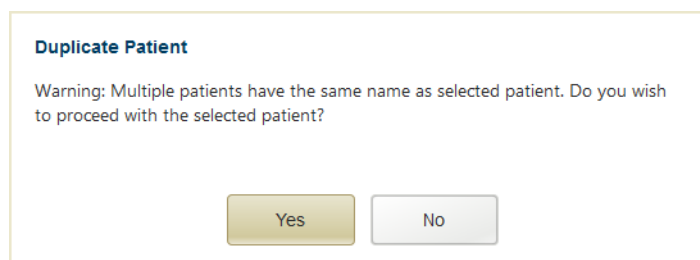 Duplicate Patient
Warning: Multiple patients have the same name as selected patient. Do you wish
to proceed with the selected patient?
Yes
No